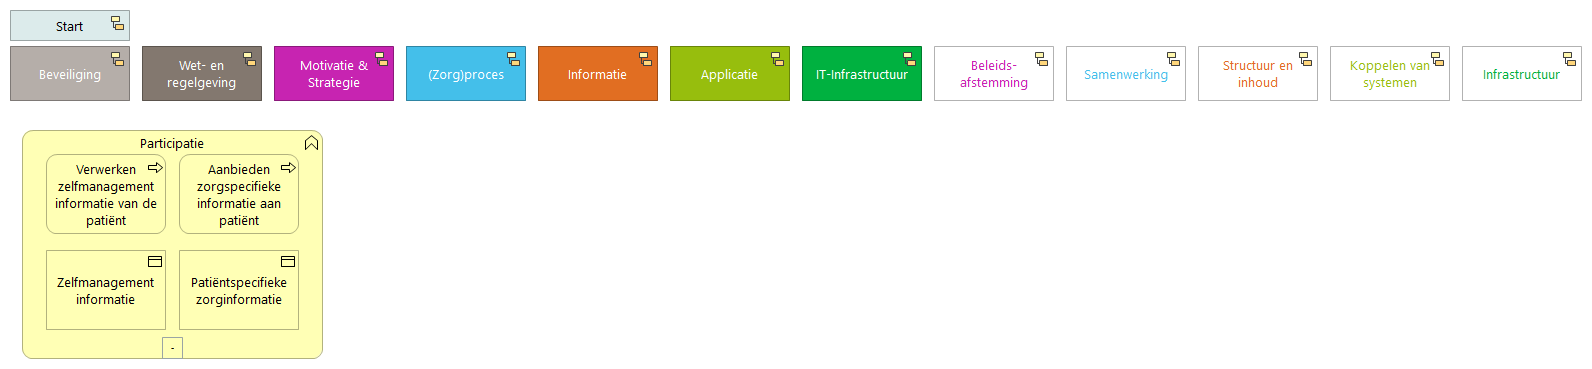 Start
Beveiliging
Wet- en
regelgeving
Motivatie &
Strategie
(Zorg)proces
Informatie
Applicatie
IT-Infrastructuur
Beleids-
afstemming
Samenwerking
Structuur en
inhoud
Koppelen van
systemen
Infrastructuur
Participatie
Verwerken
zelfmanagement
informatie van de
patiënt
Aanbieden
zorgspecifieke
informatie aan
patiënt
Zelfmanagement
informatie
Patiëntspecifieke
zorginformatie
-